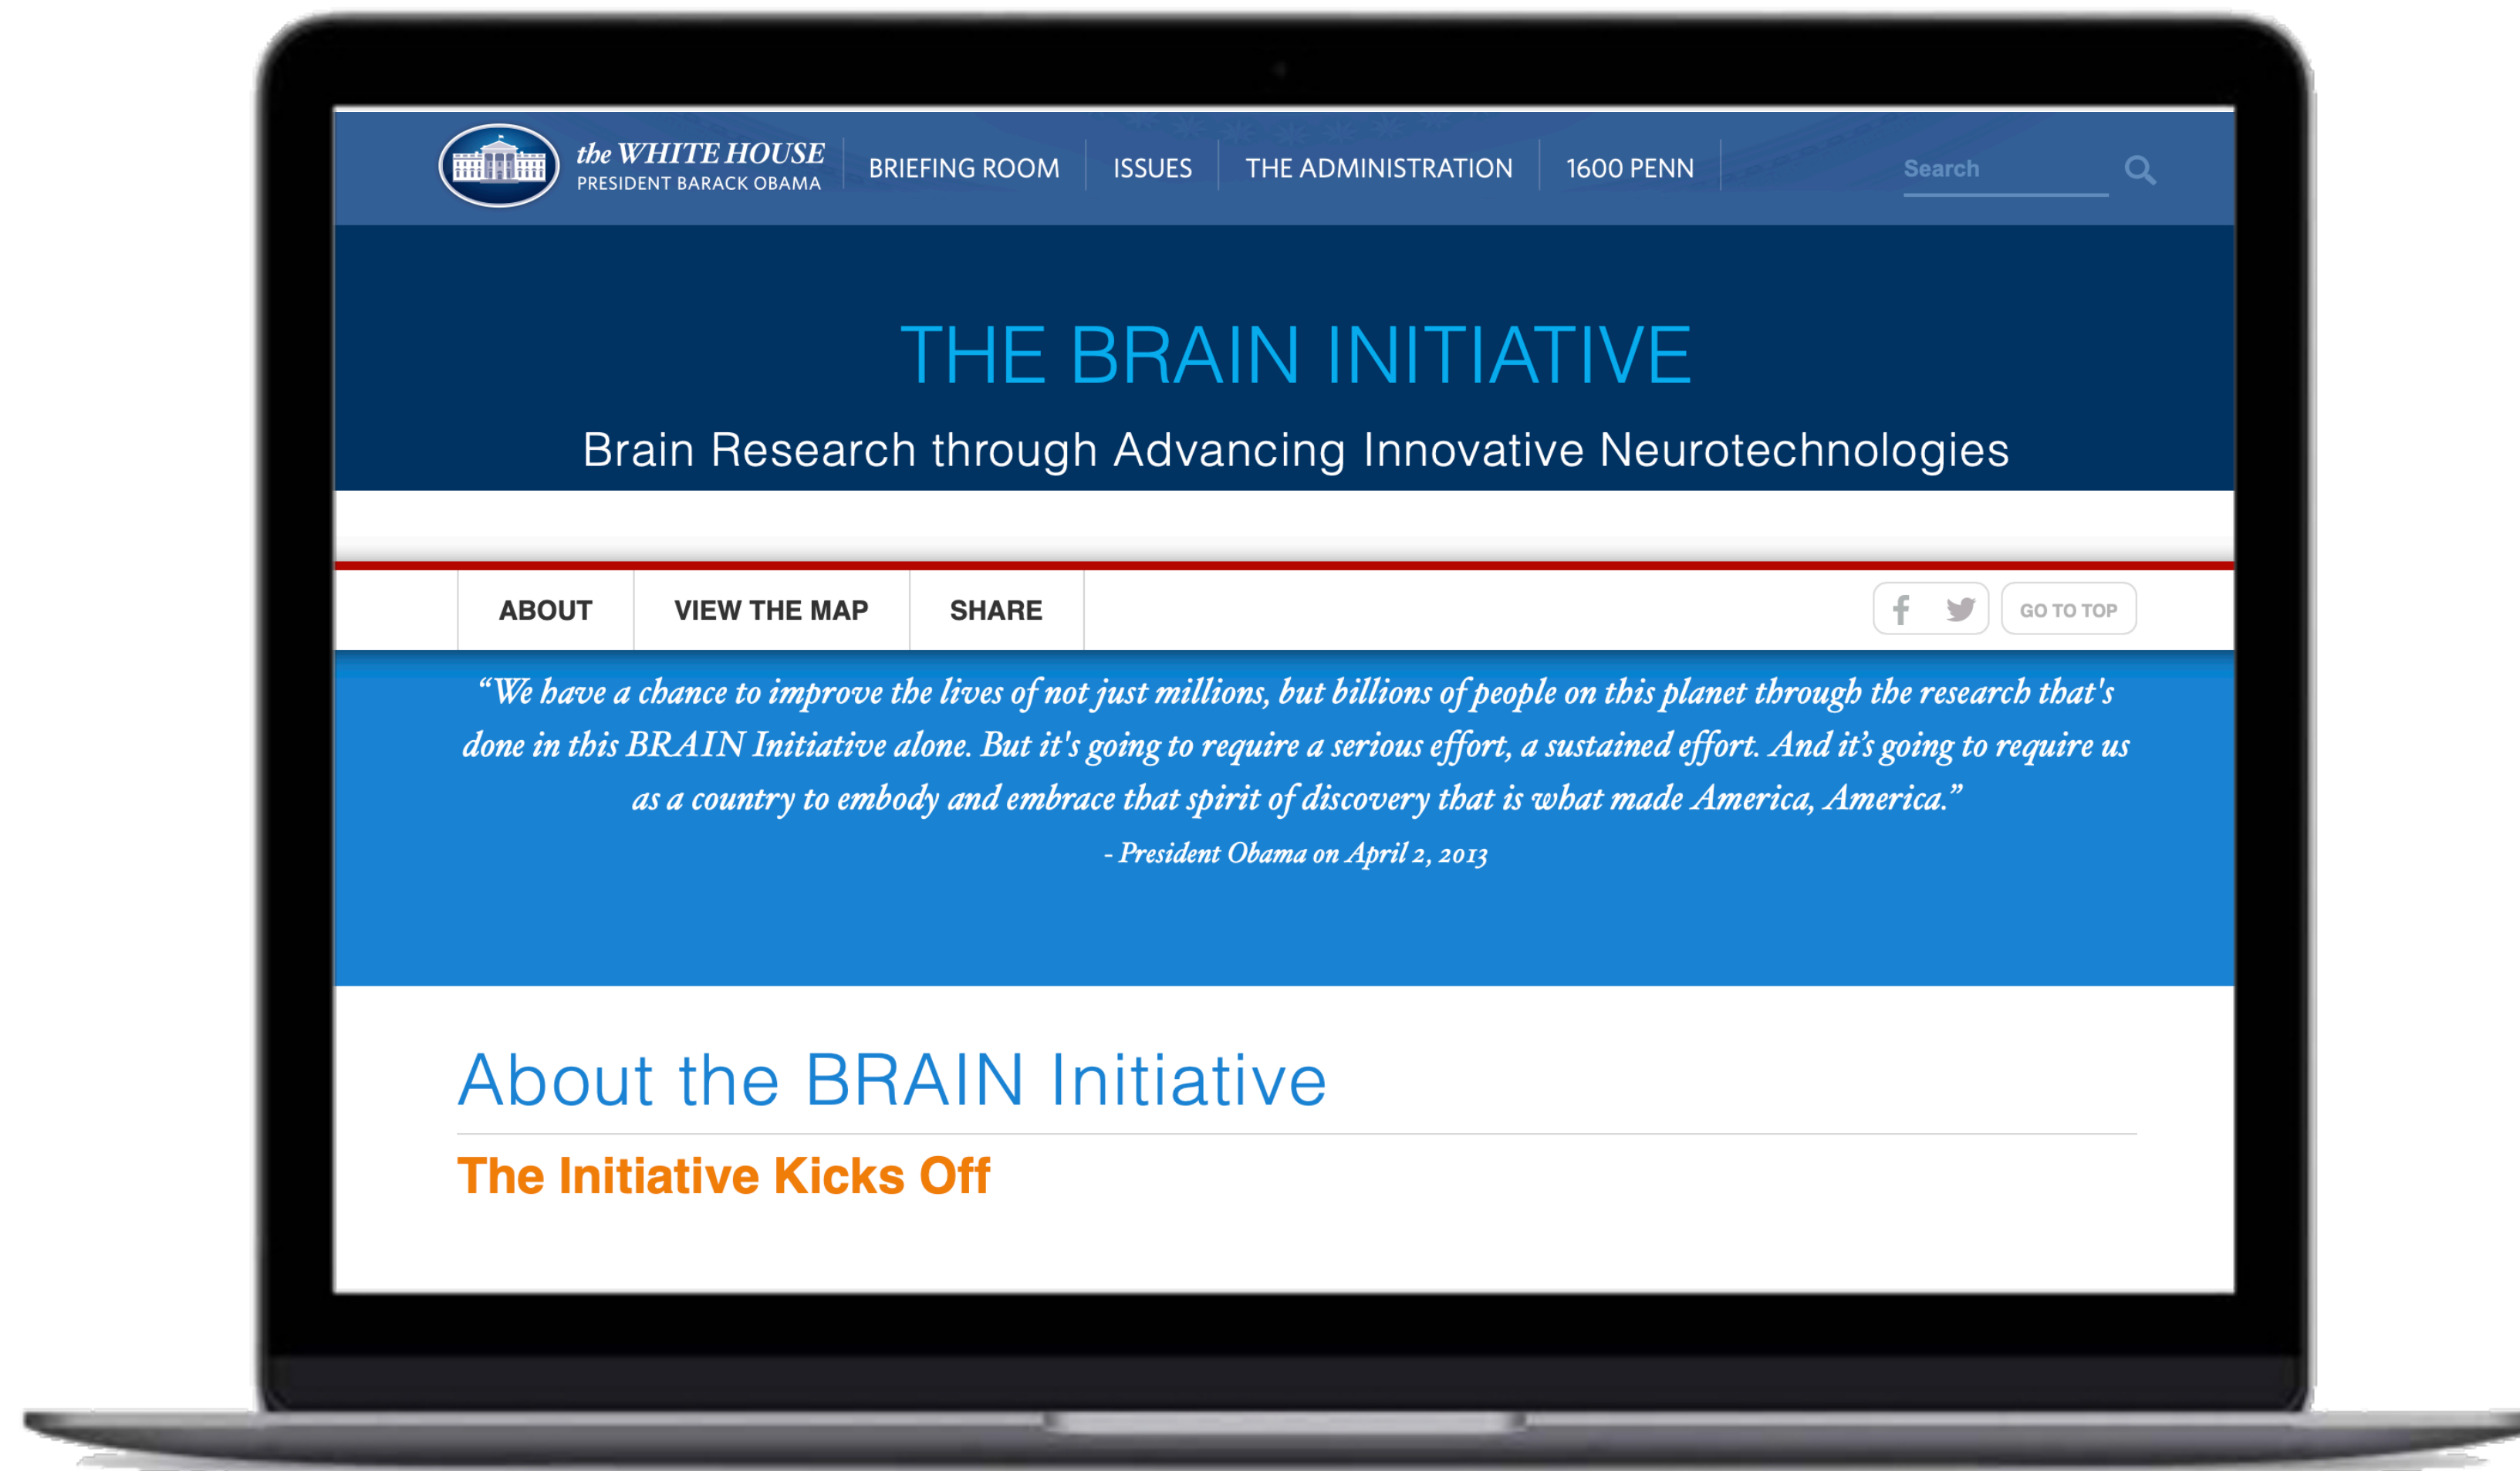 the WHITE HOUSE
PRESIDENT BARACK OBAMA
BRIEFING ROOM
ISSUES
THE ADMINISTRATION
1600 PENN
Search
THE BRAIN INITIATIVE
Brain Research through Advancing Innovative Neurotechnologies
ABOUT
VIEW THE MAP
SHARE
GO TO TOP
“We have a chance to improve the lives of not just millions, but billions of people on this planet through the research that's
done in this BRAIN Initiative alone. But it's going to require a serious effort, a sustained effort. And it’s going to require us
as a country to embody and embrace that spirit of discovery that is what made America, America.”
- President Obama on April 2, 2013
About the BRAIN Initiative
The Initiative Kicks Off